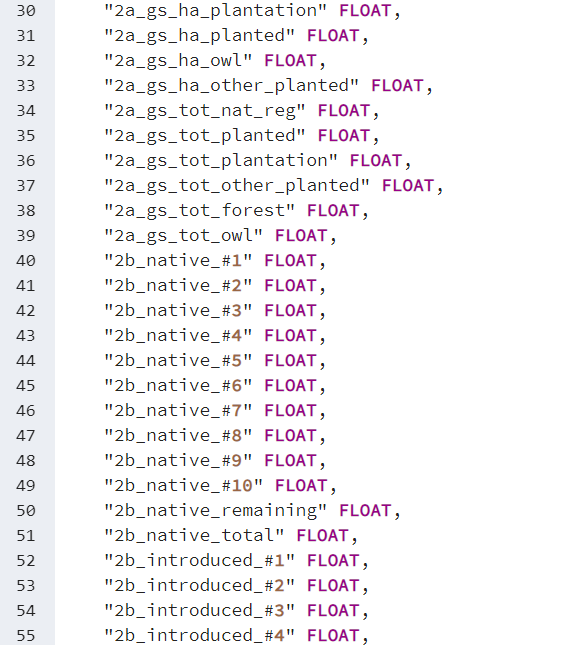 30 "2a_gs_ha_plantation" FLOAT,
31 "2a_gs_ha_planted" FLOAT,
32 "2a_gs_ha_owl" FLOAT,
33 "2a_gs_ha_other_planted" FLOAT,
34 "2a_gs_tot_nat_reg" FLOAT,
35 "2a_gs_tot_planted" FLOAT,
36 "2a_gs_tot_plantation" FLOAT,
37 "2a_gs_tot_other_planted" FLOAT,
38 "2a_gs_tot_forest" FLOAT,
39 "2a_gs_tot_owl" FLOAT,
40 "2b_native_#1" FLOAT,
41 "2b_native_#2" FLOAT,
42 "2b_native_#3" FLOAT,
43 "2b_native_#4" FLOAT,
44 "2b_native_#5" FLOAT,
45 "2b_native_#6" FLOAT,
46 "2b_native_#7" FLOAT,
47 "2b_native_#8" FLOAT,
48 "2b_native_#9" FLOAT,
49 "2b_native_#10" FLOAT,
50 "2b_native_remaining" FLOAT,
51 "2b_native_total" FLOAT,
52 "2b_introduced_#1" FLOAT,
53 "2b_introduced_#2" FLOAT,
54 "2b_introduced_#3" FLOAT,
55 "2b_introduced_#4" FLOAT,